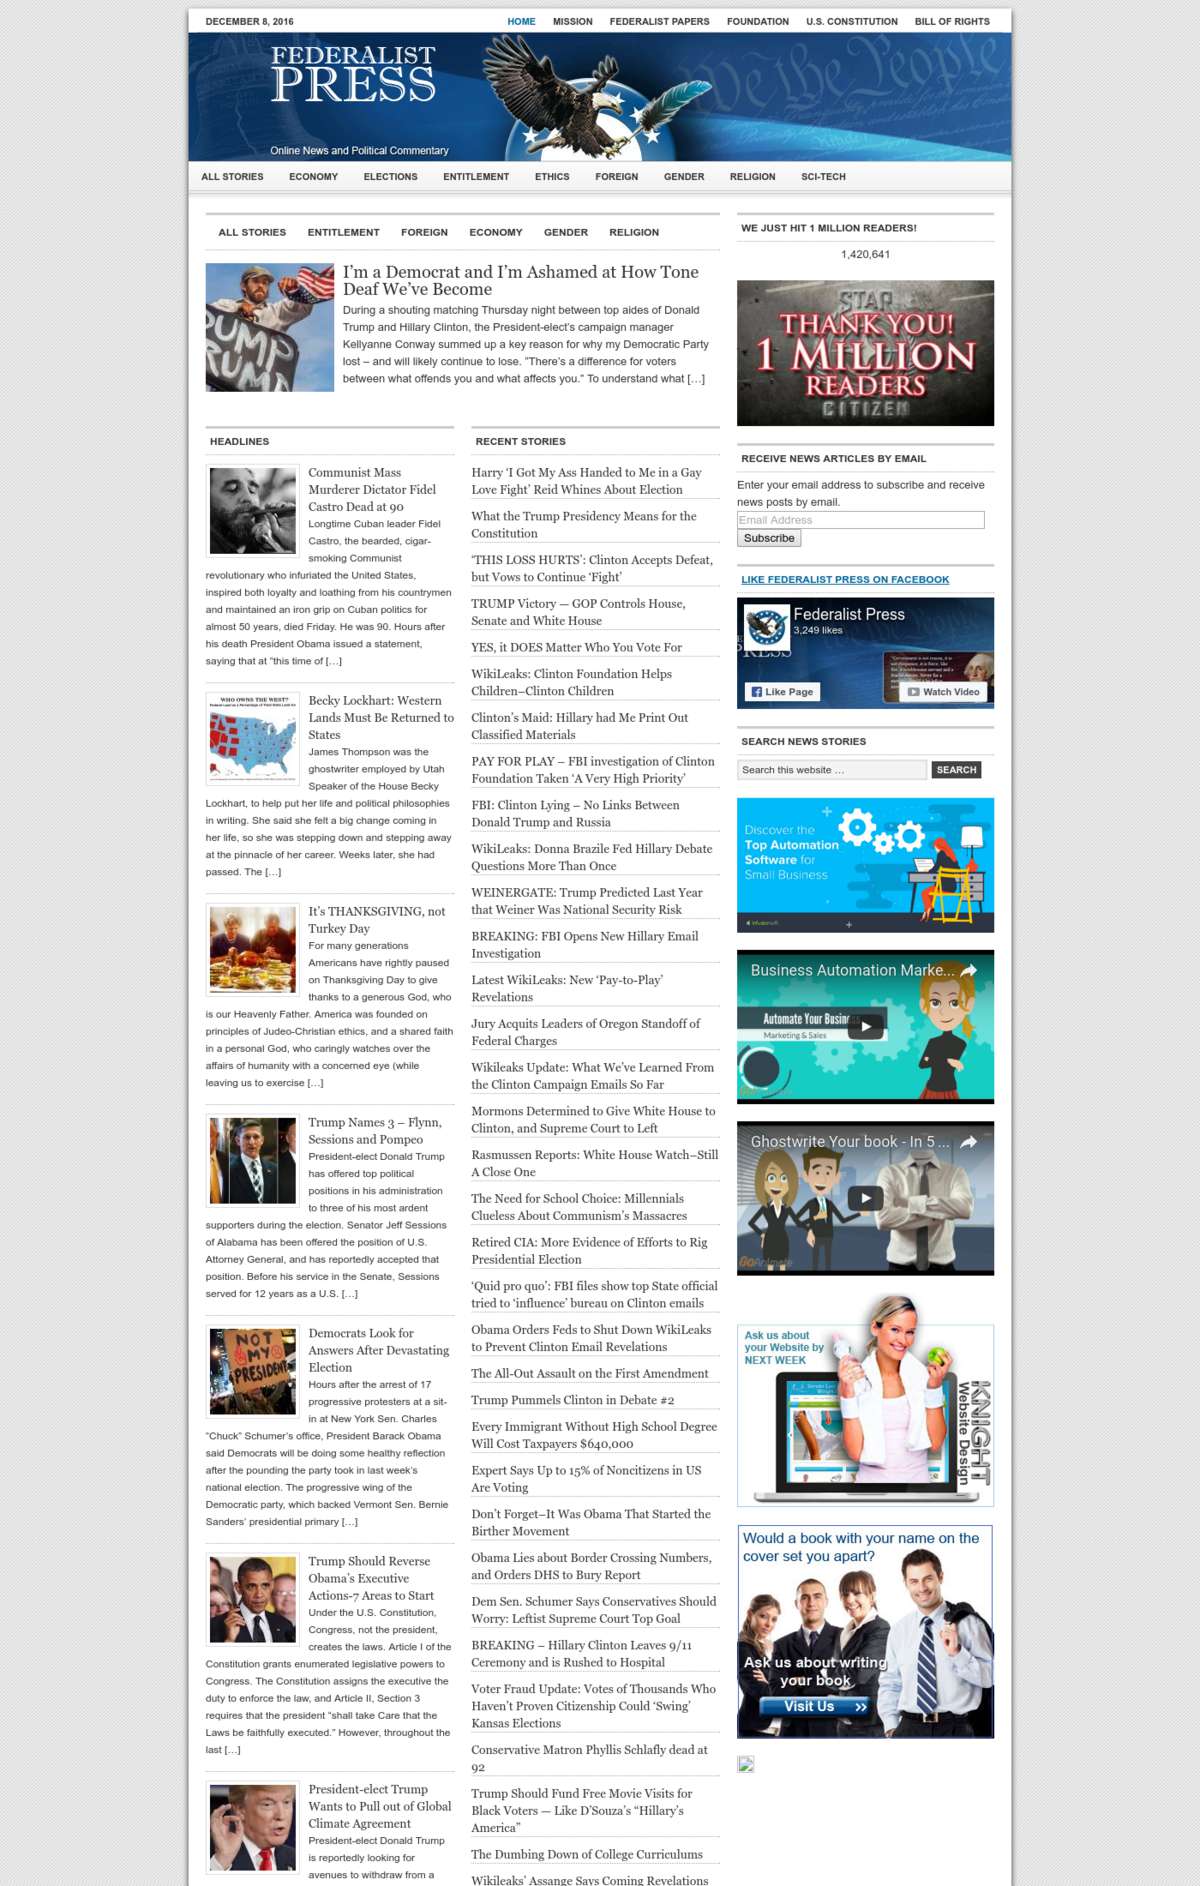 DECEMBER 8, 2016
HOME
MISSION
FEDERALIST PAPERS
FOUNDATION
U.S. CONSTITUTION
BILL OF RIGHTS
FEDERALIST
PRESS
Online News and Political Commentary
We the People
ALL STORIES
ECONOMY
ELECTIONS
ENTITLEMENT
ETHICS
FOREIGN
GENDER
RELIGION
SCI-TECH
ALL STORIES
ENTITLEMENT
FOREIGN
ECONOMY
GENDER
RELIGION
I'm a Democrat and I'm Ashamed at How Tone
Deaf We've Become
During a shouting matching Thursday night between top aides of Donald
Trump and Hillary Clinton, the President-elect's campaign manager
Kellyanne Conway summed up a key reason for why my Democratic Party
lost – and will likely continue to lose. "There's a difference for voters
between what offends you and what affects you." To understand what […]
HEADLINES
Communist Mass
Murderer Dictator Fidel
Castro Dead at 90
Longtime Cuban leader Fidel
Castro, the bearded, cigar-
smoking Communist
revolutionary who infuriated the United States,
inspired both loyalty and loathing from his countrymen
and maintained an iron grip on Cuban politics for
almost 50 years, died Friday. He was 90. Hours after
his death President Obama issued a statement,
saying that at "this time of […]
WHO OWNS THE WEST?
Becky Lockhart: Western
Lands Must Be Returned to
States
James Thompson was the
ghostwriter employed by Utah
Speaker of the House Becky
Lockhart, to help put her life and political philosophies
in writing. She said she felt a big change coming in
her life, so she was stepping down and stepping away
at the pinnacle of her career. Weeks later, she had
passed. The […]
It's THANKSGIVING, not
Turkey Day
For many generations
Americans have rightly paused
on Thanksgiving Day to give
thanks to a generous God, who
is our Heavenly Father. America was founded on
principles of Judeo-Christian ethics, and a shared faith
in a personal God, who caringly watches over the
affairs of humanity with a concerned eye (while
leaving us to exercise […]
Trump Names 3 – Flynn,
Sessions and Pompeo
President-elect Donald Trump
has offered top political
positions in his administration
to three of his most ardent
supporters during the election. Senator Jeff Sessions
of Alabama has been offered the position of U.S.
Attorney General, and has reportedly accepted that
position. Before his service in the Senate, Sessions
served for 12 years as a U.S. […]
NOT
MY
PRESIDENT
Democrats Look for
Answers After Devastating
Election
Hours after the arrest of 17
progressive protesters at a sit-
in at New York Sen. Charles
"Chuck" Schumer's office, President Barack Obama
said Democrats will be doing some healthy reflection
after the pounding the party took in last week's
national election. The progressive wing of the
Democratic party, which backed Vermont Sen. Bernie
Sanders' presidential primary […]
Trump Should Reverse
Obama's Executive
Actions-7 Areas to Start
Under the U.S. Constitution,
Congress, not the president,
creates the laws. Article I of the
Constitution grants enumerated legislative powers to
Congress. The Constitution assigns the executive the
duty to enforce the law, and Article II, Section 3
requires that the president "shall take Care that the
Laws be faithfully executed." However, throughout the
last […]
President-elect Trump
Wants to Pull out of Global
Climate Agreement
President-elect Donald Trump
is reportedly looking for
avenues to withdraw from a
RECENT STORIES
Harry 'I Got My Ass Handed to Me in a Gay
Love Fight' Reid Whines About Election
What the Trump Presidency Means for the
Constitution
'THIS LOSS HURTS': Clinton Accepts Defeat,
but Vows to Continue 'Fight'
TRUMP Victory — GOP Controls House,
Senate and White House
YES, it DOES Matter Who You Vote For
WikiLeaks: Clinton Foundation Helps
Children–Clinton Children
Clinton's Maid: Hillary had Me Print Out
Classified Materials
PAY FOR PLAY – FBI investigation of Clinton
Foundation Taken 'A Very High Priority'
FBI: Clinton Lying – No Links Between
Donald Trump and Russia
WikiLeaks: Donna Brazile Fed Hillary Debate
Questions More Than Once
WEINERGATE: Trump Predicted Last Year
that Weiner Was National Security Risk
BREAKING: FBI Opens New Hillary Email
Investigation
Latest WikiLeaks: New 'Pay-to-Play'
Revelations
Jury Acquits Leaders of Oregon Standoff of
Federal Charges
Wikileaks Update: What We've Learned From
the Clinton Campaign Emails So Far
Mormons Determined to Give White House to
Clinton, and Supreme Court to Left
Rasmussen Reports: White House Watch–Still
A Close One
The Need for School Choice: Millennials
Clueless About Communism's Massacres
Retired CIA: More Evidence of Efforts to Rig
Presidential Election
'Quid pro quo': FBI files show top State official
tried to 'influence' bureau on Clinton emails
Obama Orders Feds to Shut Down WikiLeaks
to Prevent Clinton Email Revelations
The All-Out Assault on the First Amendment
Trump Pummels Clinton in Debate #2
Every Immigrant Without High School Degree
Will Cost Taxpayers $640,000
Expert Says Up to 15% of Noncitizens in US
Are Voting
Don't Forget–It Was Obama That Started the
Birther Movement
Obama Lies about Border Crossing Numbers,
and Orders DHS to Bury Report
Dem Sen. Schumer Says Conservatives Should
Worry: Leftist Supreme Court Top Goal
BREAKING – Hillary Clinton Leaves 9/11
Ceremony and is Rushed to Hospital
Voter Fraud Update: Votes of Thousands Who
Haven't Proven Citizenship Could 'Swing'
Kansas Elections
Conservative Matron Phyllis Schlafly dead at
92
Trump Should Fund Free Movie Visits for
Black Voters — Like D'Souza's "Hillary's
America"
The Dumbing Down of College Curriculums
Wikileaks' Assange Says Coming Revelations
WE JUST HIT 1 MILLION READERS!
1,420,641
STAR
THANK YOU!
1 MILLION
READERS
CITIZEN
RECEIVE NEWS ARTICLES BY EMAIL
Enter your email address to subscribe and receive
news posts by email.
Email Address
Subscribe
LIKE FEDERALIST PRESS ON FACEBOOK
Federalist Press
3,249 likes
Like Page
Watch Video
SEARCH NEWS STORIES
Search this website …
SEARCH
Discover the
Top Automation
Software for
Small Business
Business Automation Marke...
Automate Your Business
Marketing & Sales
Ghostwrite Your book - In 5 ...
GoAnimate
Ask us about
your Website by
NEXT WEEK
KNIGHT
Website Design
Would a book with your name on the
cover set you apart?
Ask us about writing
your book
Visit Us >>